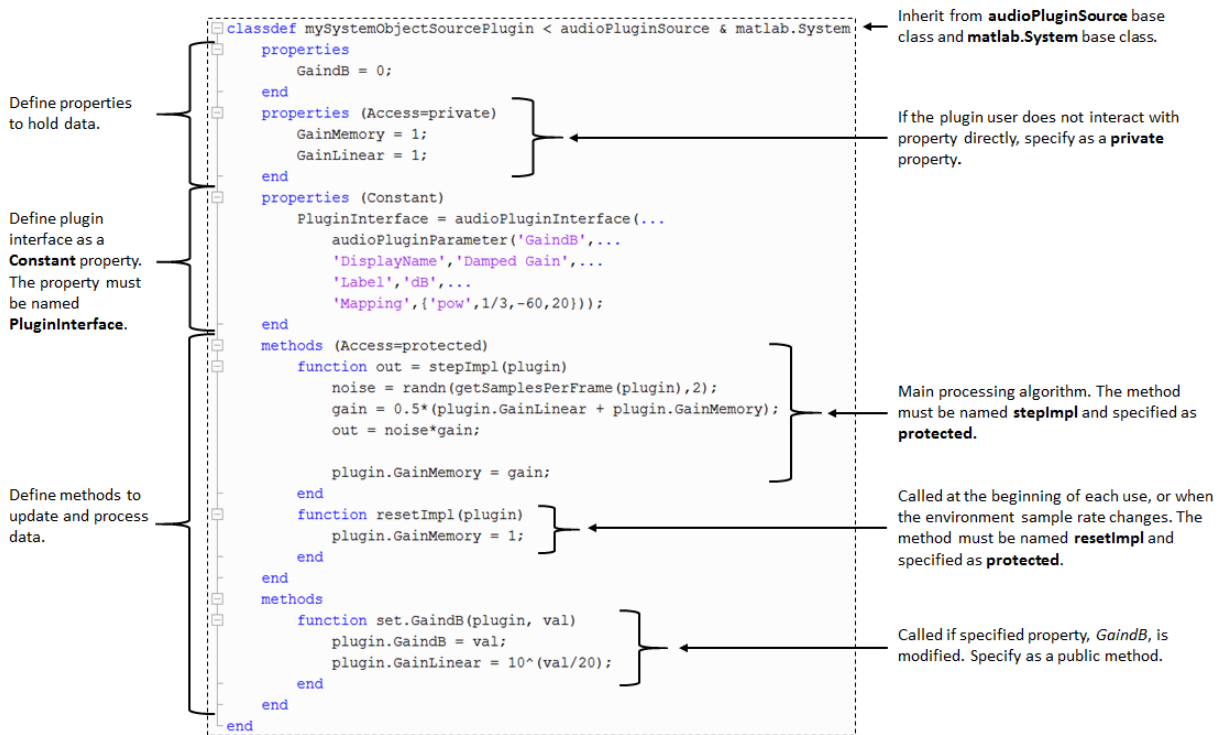 classdef mySystemObjectSourcePlugin < audioPluginSource & matlab.System
properties
GaindB = 0;
end
properties (Access=private)
GainMemory = 1;
GainLinear = 1;
end
properties (Constant)
PluginInterface = audioPluginInterface(...
audioPluginParameter('GaindB',...
'DisplayName','Damped Gain',...
'Label','dB',...
'Mapping',{'pow',1/3,-60,20}));
end
methods (Access=protected)
function out = stepImpl(plugin)
noise = randn(getSamplesPerFrame(plugin),2);
gain = 0.5*(plugin.GainLinear + plugin.GainMemory);
out = noise*gain;
plugin.GainMemory = gain;
end
function resetImpl(plugin)
plugin.GainMemory = 1;
end
end
methods
function set.GaindB(plugin, val)
plugin.GaindB = val;
plugin.GainLinear = 10^(val/20);
end
end
end
Define properties
to hold data.
Define plugin
interface as a
Constant property.
The property must
be named
PluginInterface.
Define methods to
update and process
data.
Inherit from audioPluginSource base
class and matlab.System base class.
If the plugin user does not interact with
property directly, specify as a private
property.
Main processing algorithm. The method
must be named stepImpl and specified as
protected.
Called at the beginning of each use, or when
the environment sample rate changes. The
method must be named resetImpl and
specified as protected.
Called if specified property, GaindB, is
modified. Specify as a public method.